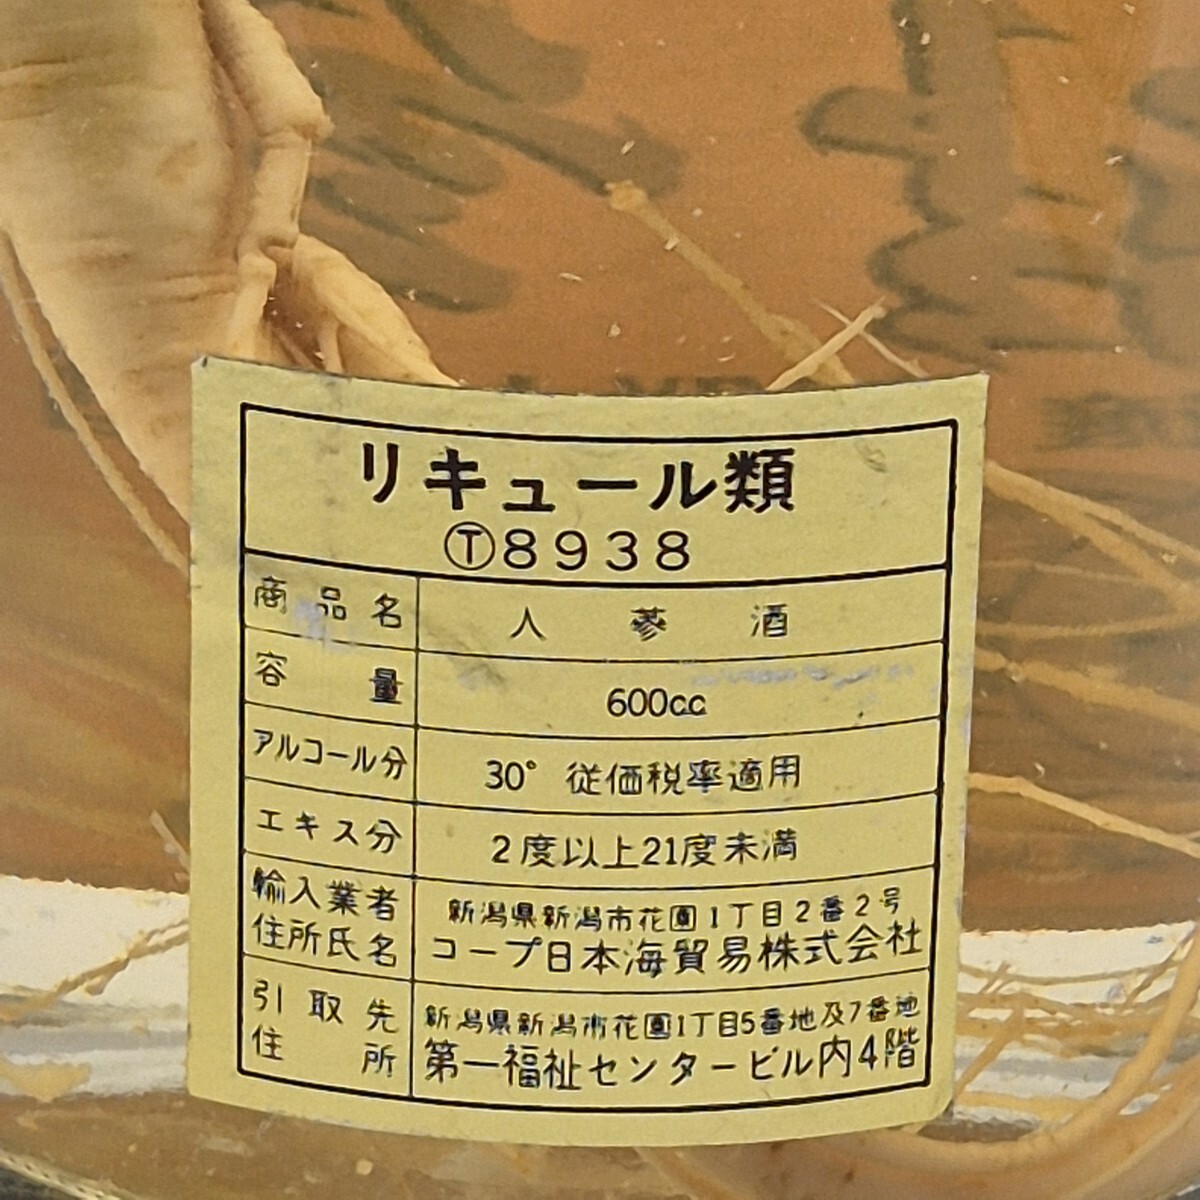 リキュール類
Ⓣ8938
商品名 人蔘酒
容量 600cc
アルコール分 30° 従価税率適用
エキス分 2度以上21度未満
輸入業者住所氏名 新潟県新潟市花園1丁目2番2号
コープ日本海貿易株式会社
引取先住所 新潟県新潟市花園1丁目5番地及7番地
第一福祉センタービル内4階